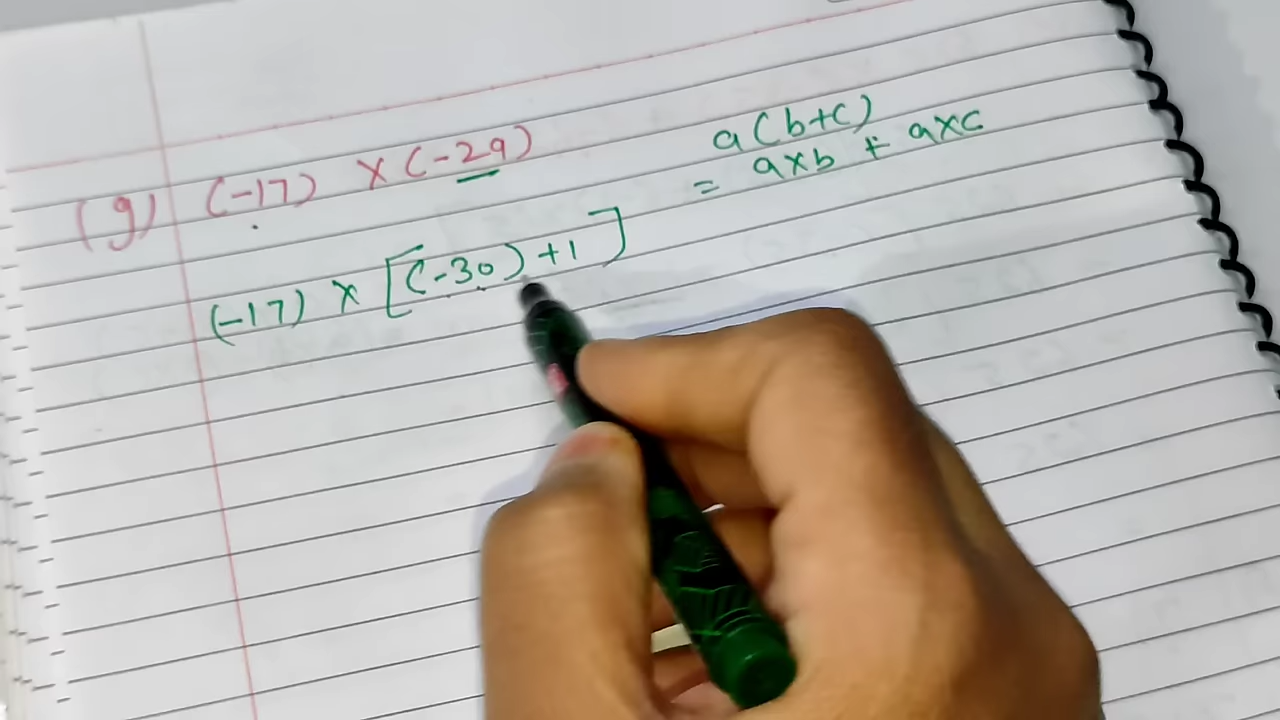 (g) (-17) × (-29)
a(b+c)
= a×b + a×c
(-17) × [(-30)+1]